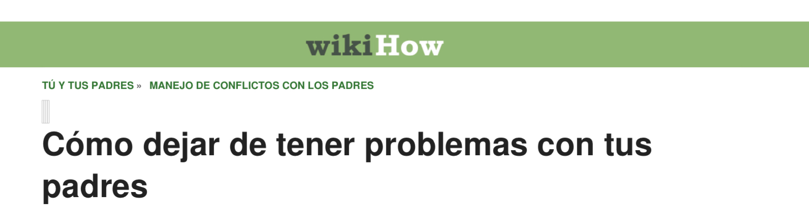 wikiHow
TÚ Y TUS PADRES » MANEJO DE CONFLICTOS CON LOS PADRES
Cómo dejar de tener problemas con tus
padres